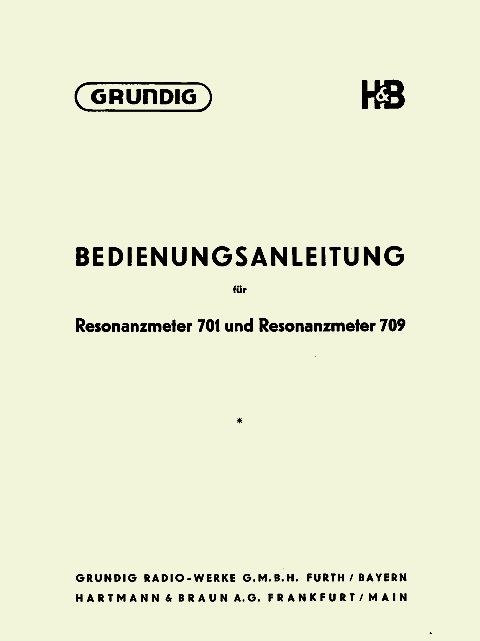 GRUNDIG H&B
BEDIENUNGSANLEITUNG
für
Resonanzmeter 701 und Resonanzmeter 709
*
GRUNDIG RADIO-WERKE G.M.B.H. FURTH / BAYERN
HARTMANN & BRAUN A.G. FRANKFURT / MAIN